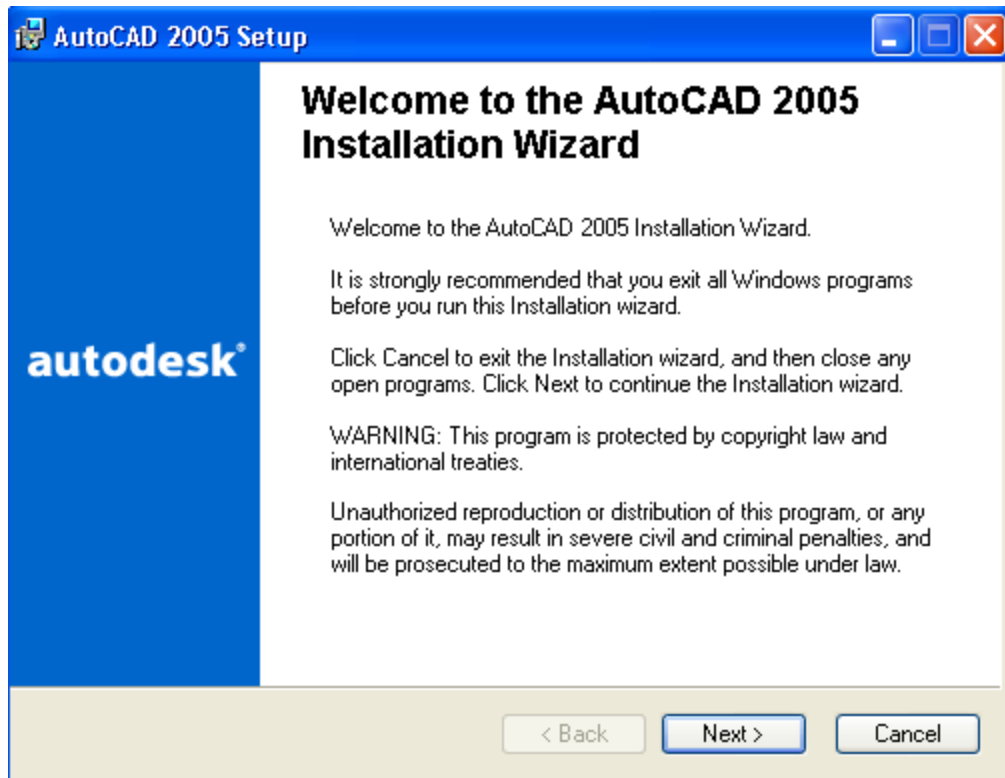 AutoCAD 2005 Setup
Welcome to the AutoCAD 2005
Installation Wizard
Welcome to the AutoCAD 2005 Installation Wizard.
It is strongly recommended that you exit all Windows programs
before you run this Installation wizard.
Click Cancel to exit the Installation wizard, and then close any
open programs. Click Next to continue the Installation wizard.
WARNING: This program is protected by copyright law and
international treaties.
Unauthorized reproduction or distribution of this program, or any
portion of it, may result in severe civil and criminal penalties, and
will be prosecuted to the maximum extent possible under law.
autodesk®
< Back
Next >
Cancel